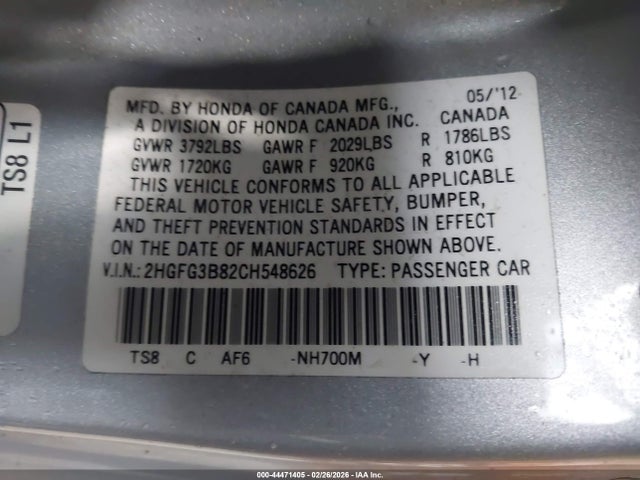 TS8 L1
05/'12
MFD. BY HONDA OF CANADA MFG.,
A DIVISION OF HONDA CANADA INC. CANADA
GVWR 3792LBS GAWR F 2029LBS R 1786LBS
GVWR 1720KG GAWR F 920KG R 810KG
THIS VEHICLE CONFORMS TO ALL APPLICABLE
FEDERAL MOTOR VEHICLE SAFETY, BUMPER,
AND THEFT PREVENTION STANDARDS IN EFFECT
ON THE DATE OF MANUFACTURE SHOWN ABOVE.
V.I.N.: 2HGFG3B82CH548626 TYPE: PASSENGER CAR
TS8 C AF6 -NH700M -Y -H
000-44471405 - 02/26/2026 - IAA Inc.